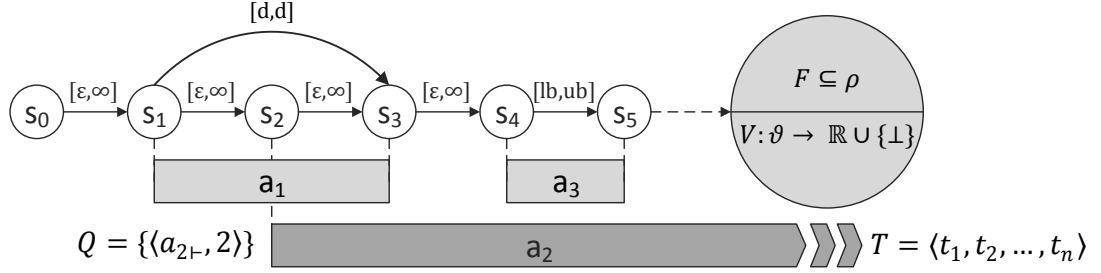 [d,d]
[ε,∞] [ε,∞] [ε,∞] [ε,∞] [lb,ub]
s₀ s₁ s₂ s₃ s₄ s₅
F ⊆ ρ
V: ϑ → ℝ ∪ {⊥}
a₁ a₃
Q = {⟨a₂⊢, 2⟩} a₂ T = ⟨t₁, t₂, …, tₙ⟩